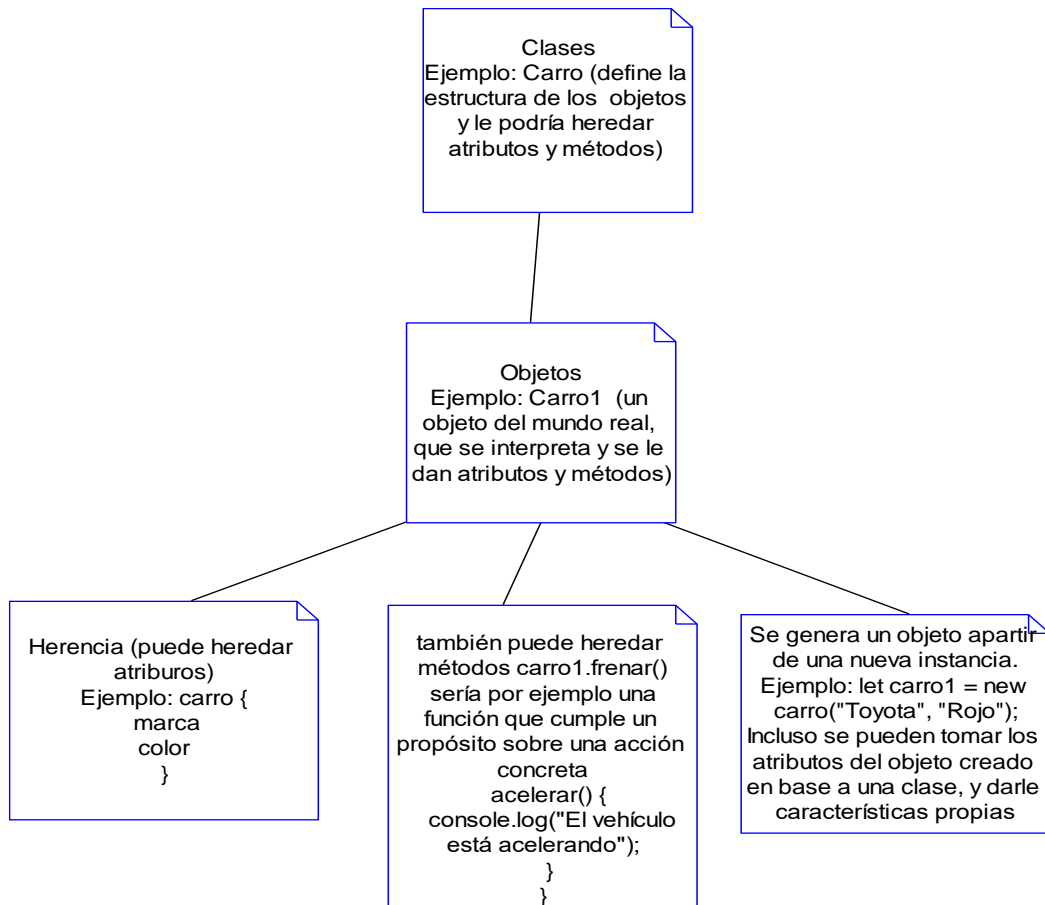 Clases
Ejemplo: Carro (define la
estructura de los objetos
y le podría heredar
atributos y métodos)
Objetos
Ejemplo: Carro1 (un
objeto del mundo real,
que se interpreta y se le
dan atributos y métodos)
Herencia (puede heredar
atriburos)
Ejemplo: carro {
marca
color
}
también puede heredar
métodos carro1.frenar()
sería por ejemplo una
función que cumple un
propósito sobre una acción
concreta
acelerar() {
console.log("El vehículo
está acelerando");
}
}
Se genera un objeto apartir
de una nueva instancia.
Ejemplo: let carro1 = new
carro("Toyota", "Rojo");
Incluso se pueden tomar los
atributos del objeto creado
en base a una clase, y darle
características propias